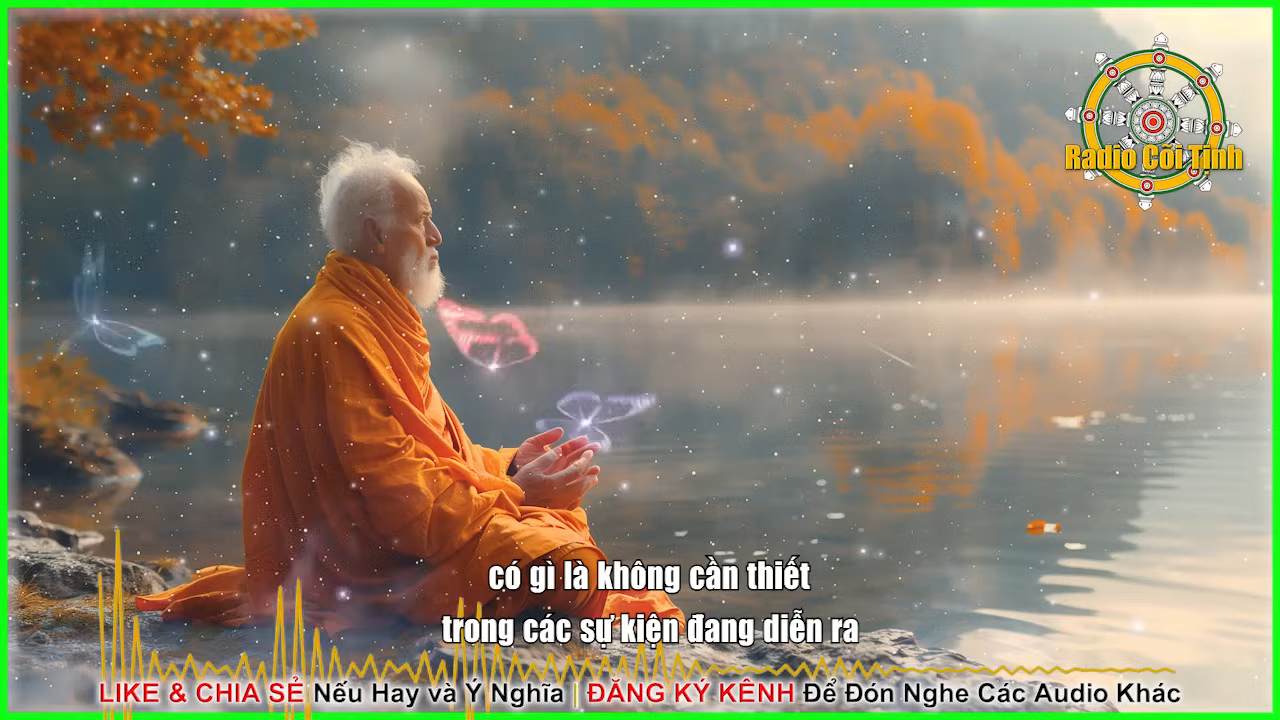 Radio Cõi Tịnh
có gì là không cần thiết
trong các sự kiện đang diễn ra
LIKE & CHIA SẺ Nếu Hay và Ý Nghĩa | ĐĂNG KÝ KÊNH Để Đón Nghe Các Audio Khác